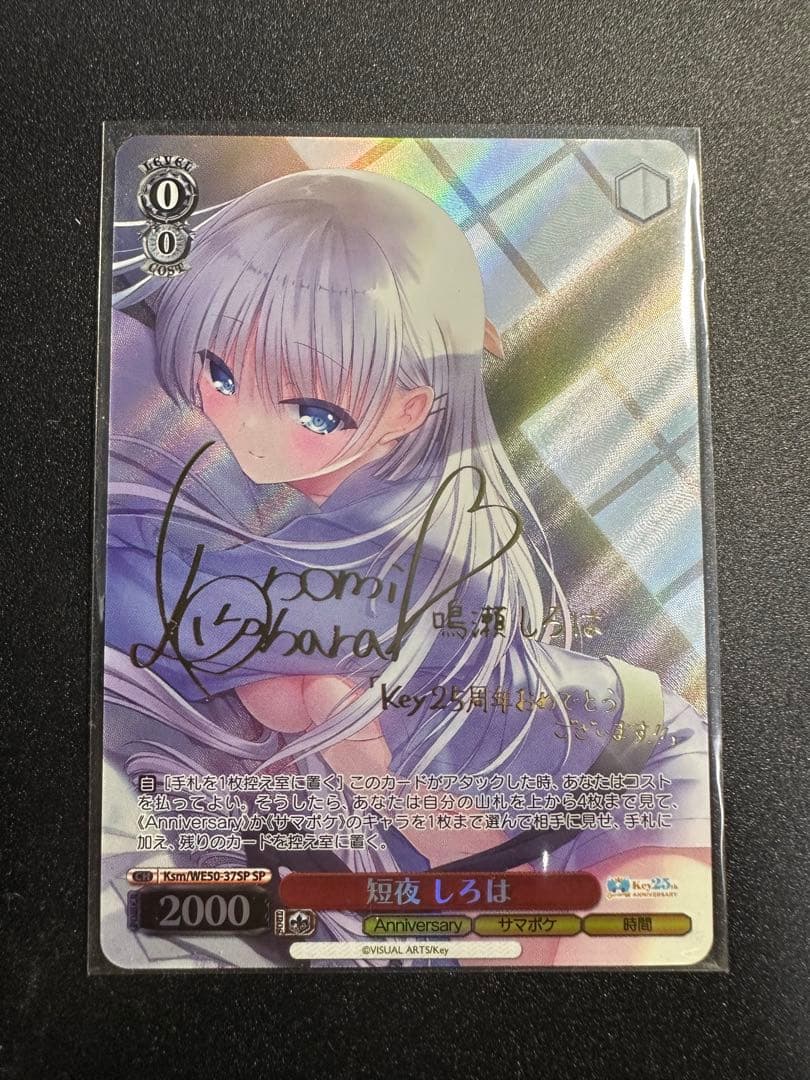 LEVEL
0
0
COST
Konomi
Kohara
鳴瀬しろは
「Key25周年おめでとう
ございます!!」
自 [手札を1枚控え室に置く] このカードがアタックした時、あなたはコスト
を払ってよい。そうしたら、あなたは自分の山札を上から4枚まで見て、
《Anniversary》か《サマポケ》のキャラを1枚まで選んで相手に見せ、手札に
加え、残りのカードを控え室に置く。
CH Ksm/WE50-37SP SP
短夜 しろは
Key25th
ANNIVERSARY
2000
Anniversary サマポケ 時間
©VISUAL ARTS/Key